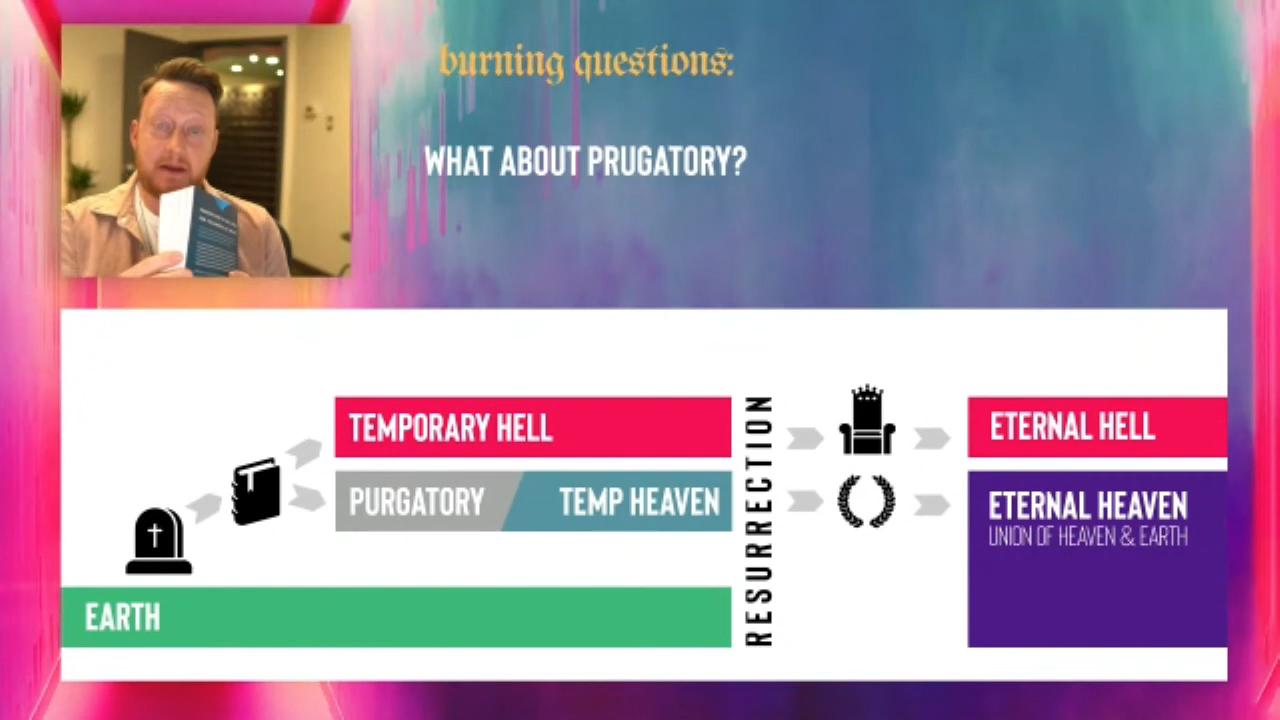 burning questions:
WHAT ABOUT PRUGATORY?
TEMPORARY HELL
PURGATORY
TEMP HEAVEN
EARTH
RESURRECTION
ETERNAL HELL
ETERNAL HEAVEN
UNION OF HEAVEN & EARTH